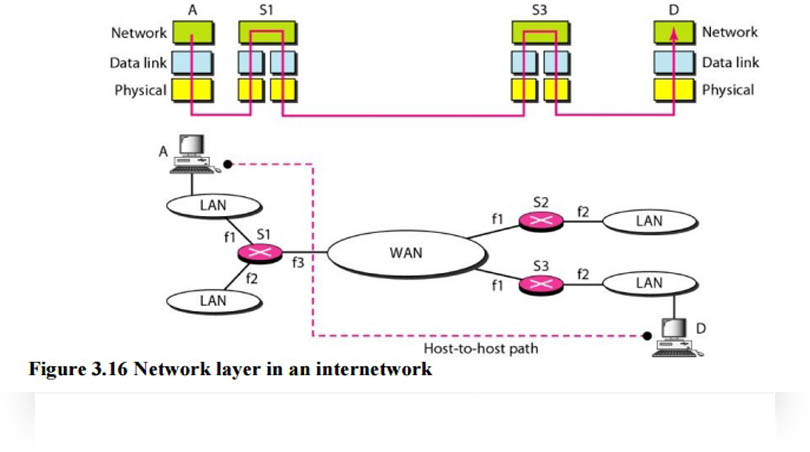 A S1 S3 D
Network Network
Data link Data link
Physical Physical
A
LAN
f1 S1
f3
f2
LAN
WAN
S2
f1 f2 LAN
S3
f1 f2 LAN
D
Host-to-host path
Figure 3.16 Network layer in an internetwork